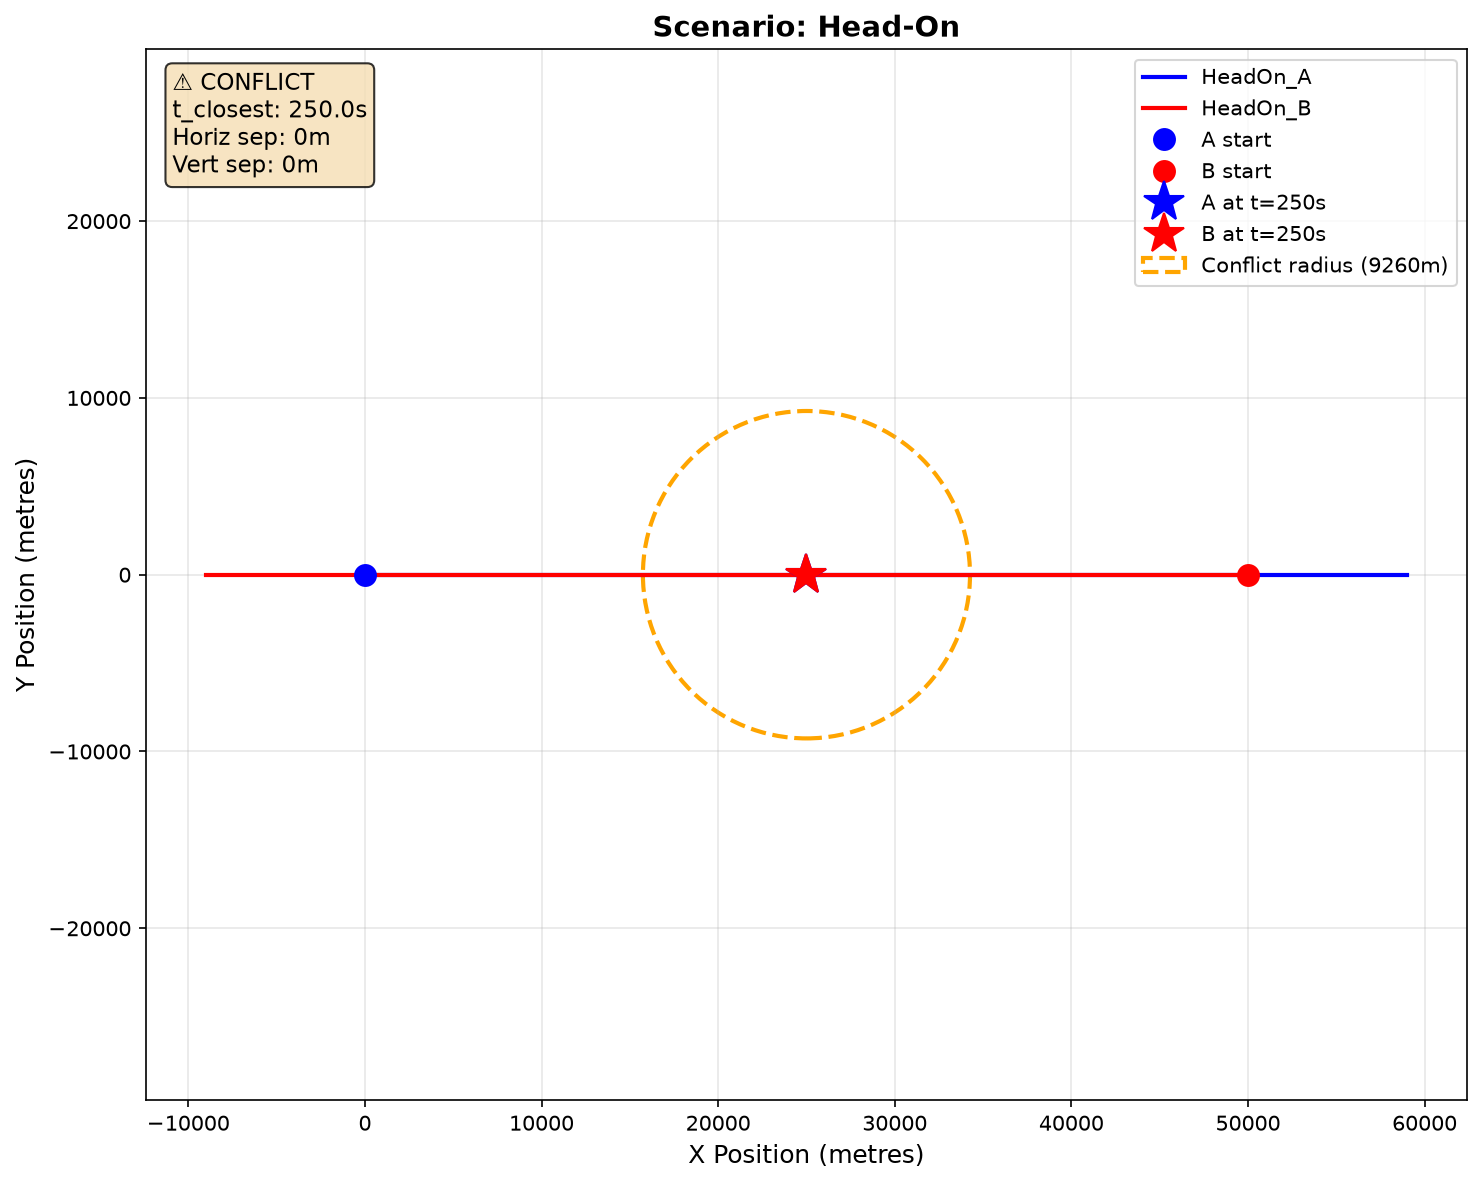 Scenario: Head-On
⚠ CONFLICT
t_closest: 250.0s
Horiz sep: 0m
Vert sep: 0m
HeadOn_A
HeadOn_B
A start
B start
A at t=250s
B at t=250s
Conflict radius (9260m)
Y Position (metres)
20000
10000
0
−10000
−20000
−10000
0
10000
20000
30000
40000
50000
60000
X Position (metres)